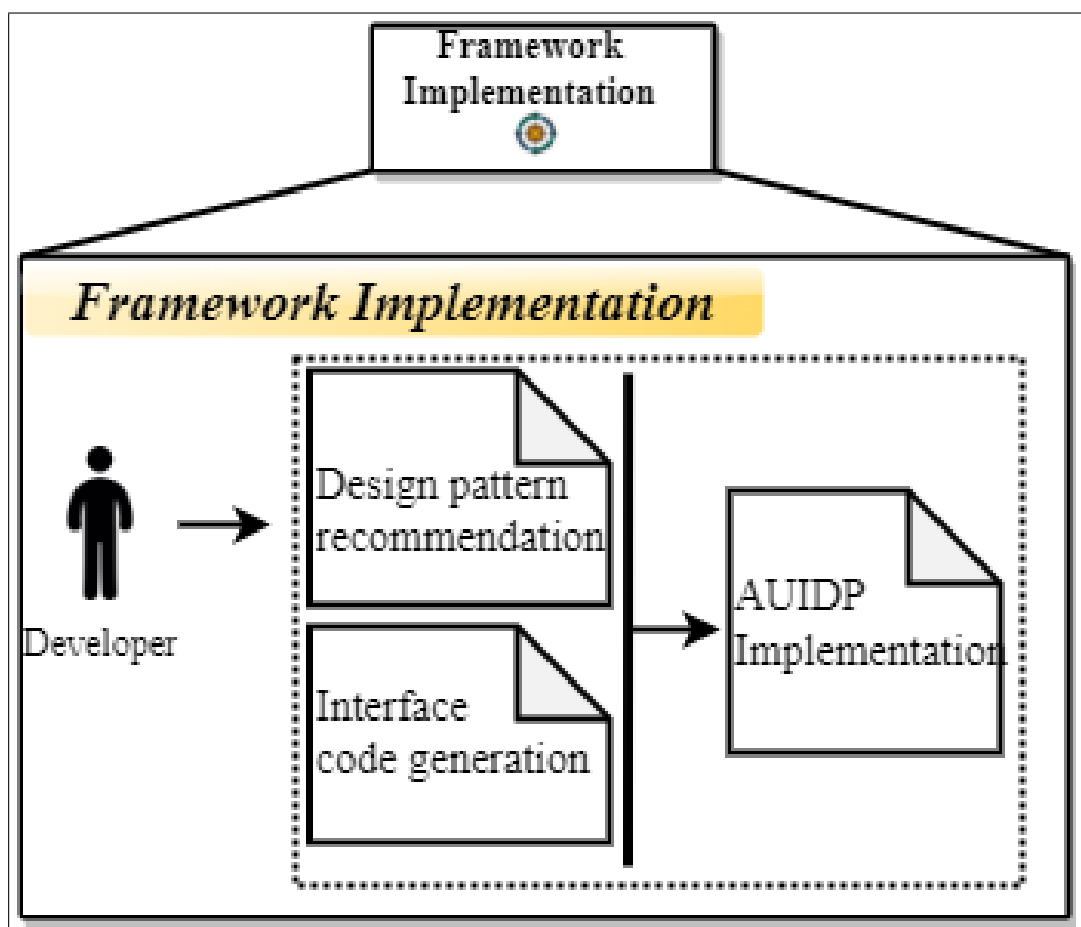 Framework
Implementation
Framework Implementation
Developer
Design pattern
recommendation
Interface
code generation
AUIDP
Implementation